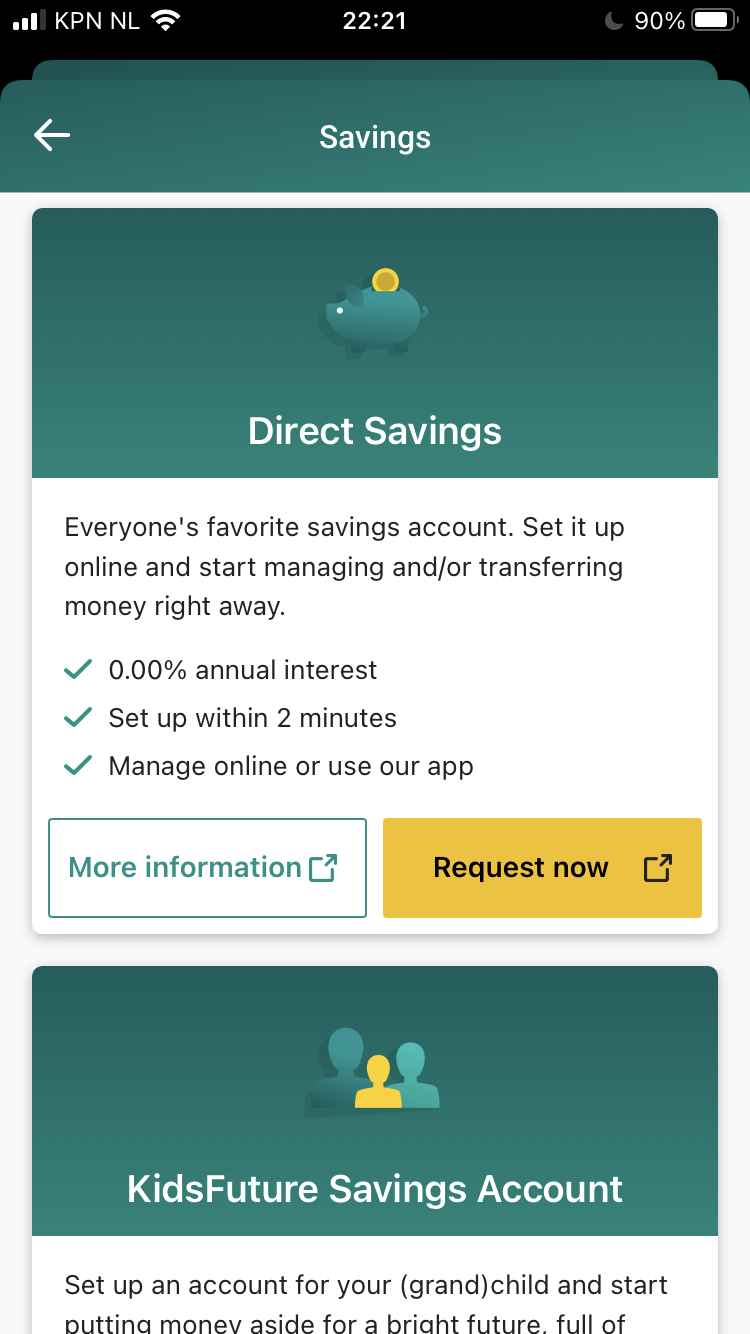 KPN NL 22:21 90%
Savings
Direct Savings
Everyone's favorite savings account. Set it up
online and start managing and/or transferring
money right away.
0.00% annual interest
Set up within 2 minutes
Manage online or use our app
More information Request now
KidsFuture Savings Account
Set up an account for your (grand)child and start
putting money aside for a bright future, full of